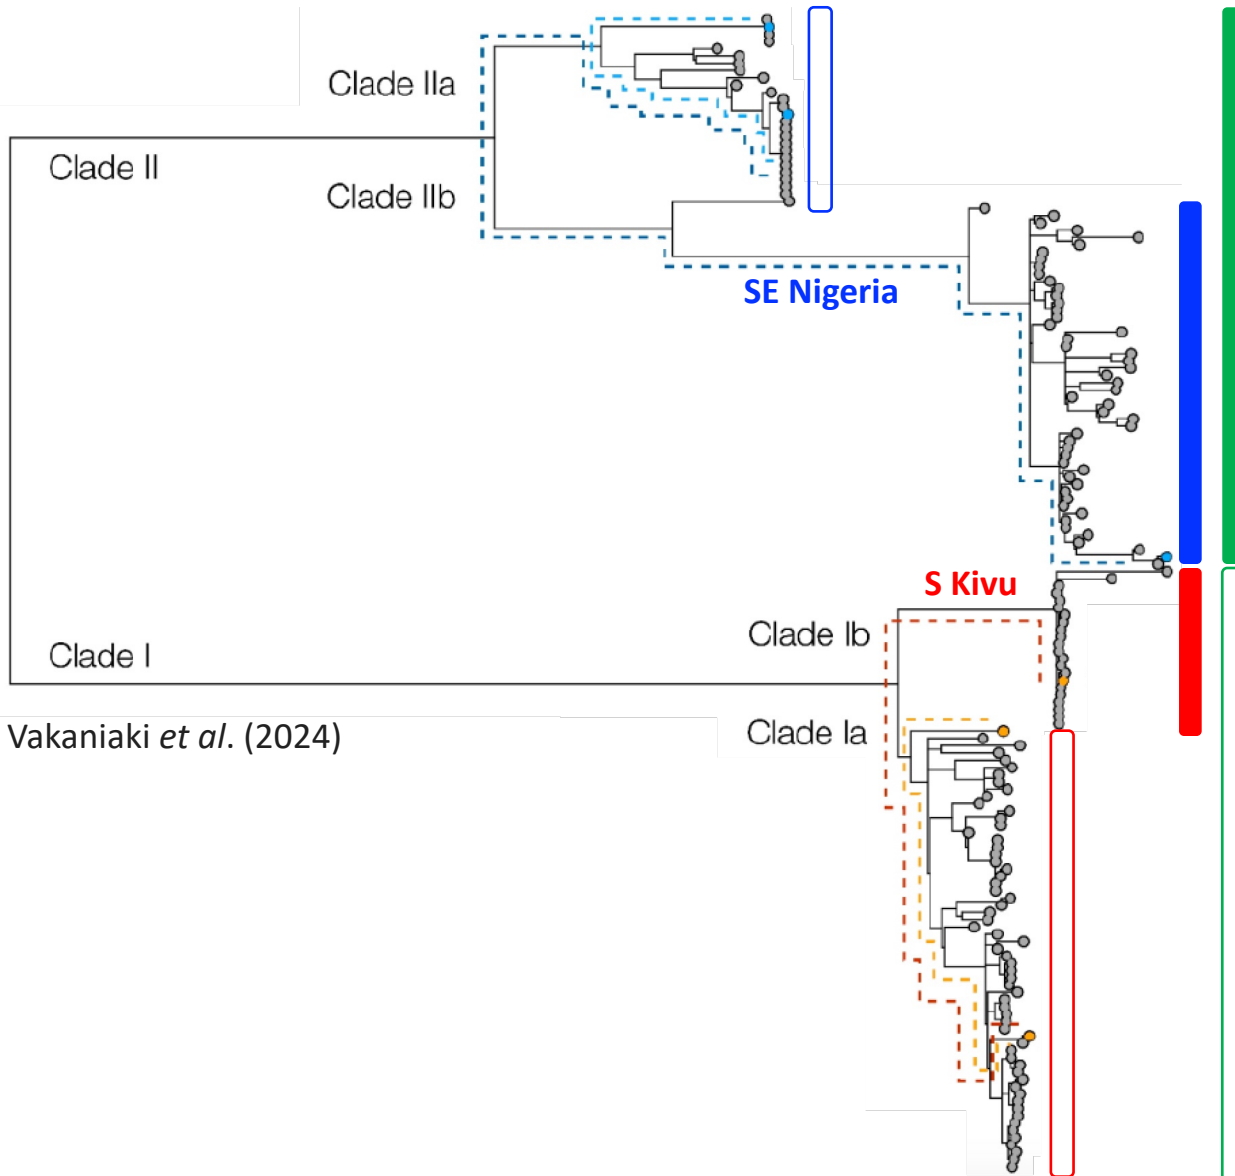 Clade IIa
Clade II
Clade IIb
SE Nigeria
S Kivu
Clade Ib
Clade I
Clade Ia
Vakaniaki et al. (2024)